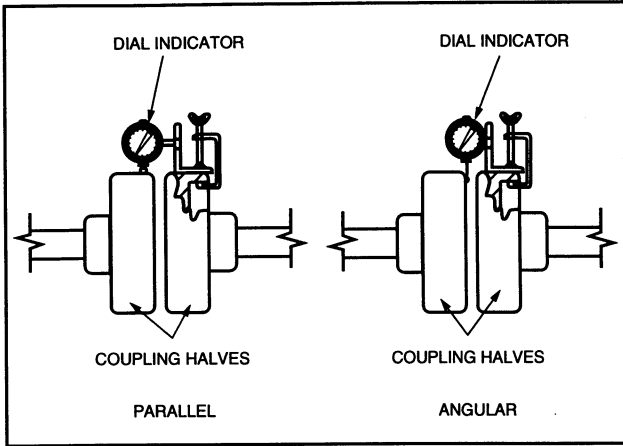 DIAL INDICATOR
DIAL INDICATOR
COUPLING HALVES
COUPLING HALVES
PARALLEL
ANGULAR